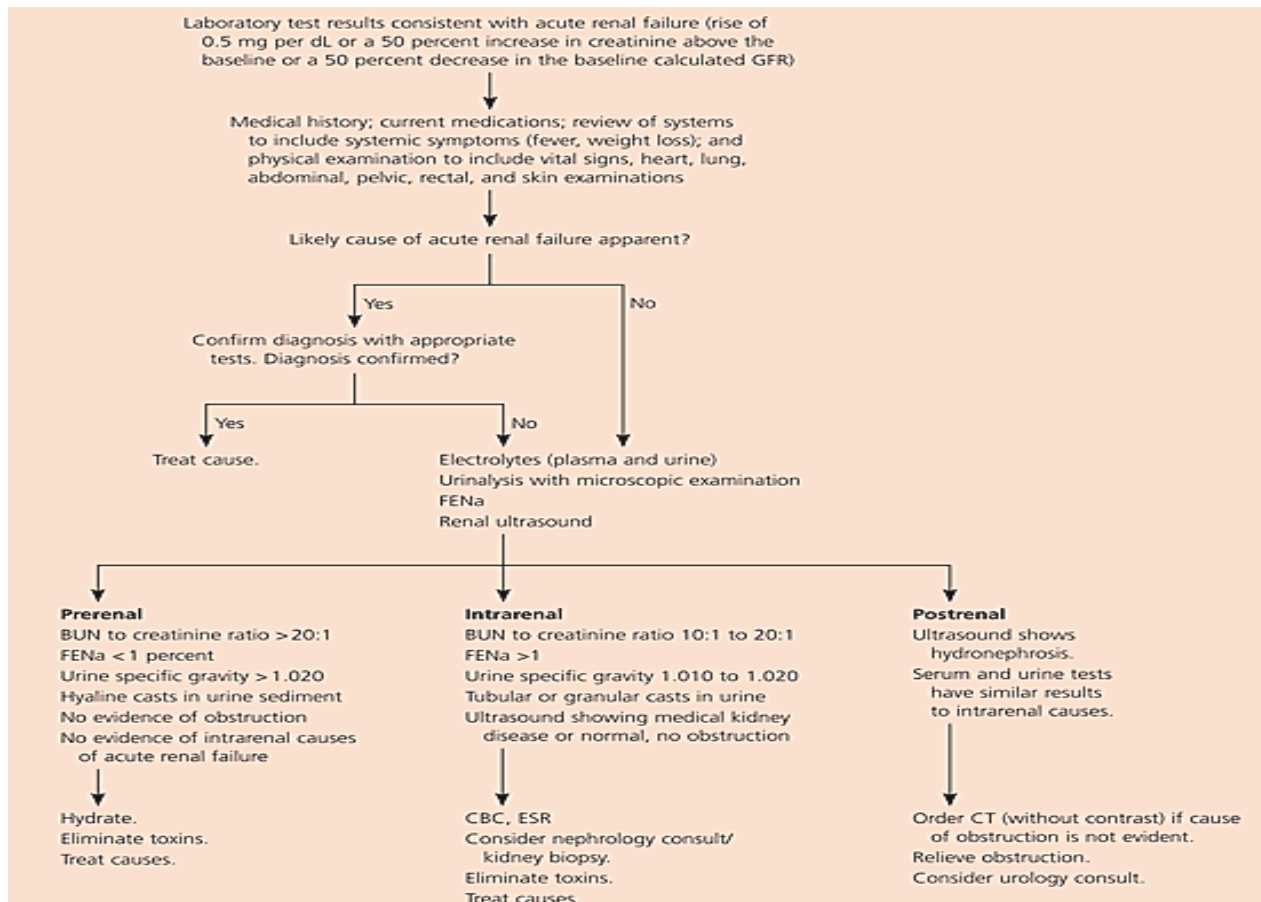 Laboratory test results consistent with acute renal failure (rise of
0.5 mg per dL or a 50 percent increase in creatinine above the
baseline or a 50 percent decrease in the baseline calculated GFR)
Medical history; current medications; review of systems
to include systemic symptoms (fever, weight loss); and
physical examination to include vital signs, heart, lung,
abdominal, pelvic, rectal, and skin examinations
Likely cause of acute renal failure apparent?
Yes
No
Confirm diagnosis with appropriate
tests. Diagnosis confirmed?
Yes
No
Treat cause.
Electrolytes (plasma and urine)
Urinalysis with microscopic examination
FENa
Renal ultrasound
Prerenal
BUN to creatinine ratio >20:1
FENa <1 percent
Urine specific gravity >1.020
Hyaline casts in urine sediment
No evidence of obstruction
No evidence of intrarenal causes
of acute renal failure
Hydrate.
Eliminate toxins.
Treat causes.
Intrarenal
BUN to creatinine ratio 10:1 to 20:1
FENa >1
Urine specific gravity 1.010 to 1.020
Tubular or granular casts in urine
Ultrasound showing medical kidney
disease or normal, no obstruction
CBC, ESR
Consider nephrology consult/
kidney biopsy.
Eliminate toxins.
Treat causes
Postrenal
Ultrasound shows
hydronephrosis.
Serum and urine tests
have similar results
to intrarenal causes.
Order CT (without contrast) if cause
of obstruction is not evident.
Relieve obstruction.
Consider urology consult.